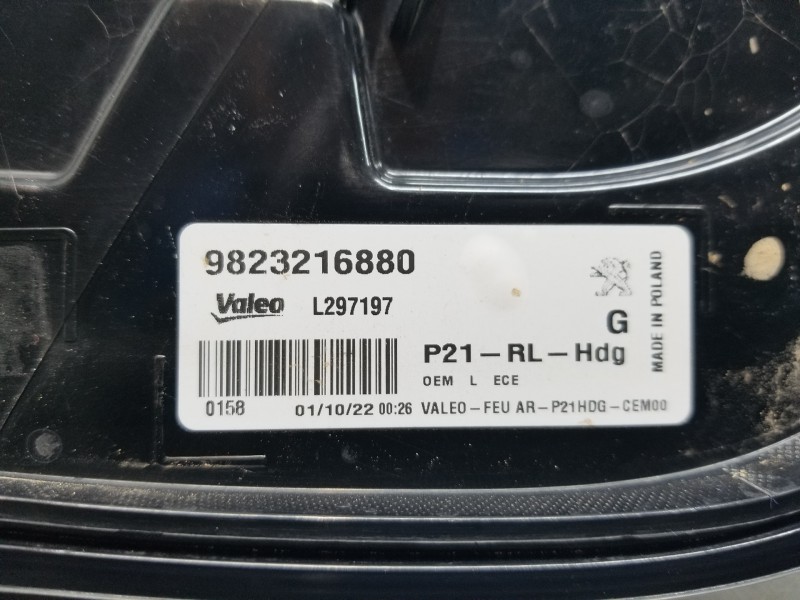 9823216880
Valeo L297197
G
P21-RL-Hdg
OEM L ECE
0158 01/10/22 00:26 VALEO-FEU AR-P21HDG-CEM00
MADE IN POLAND